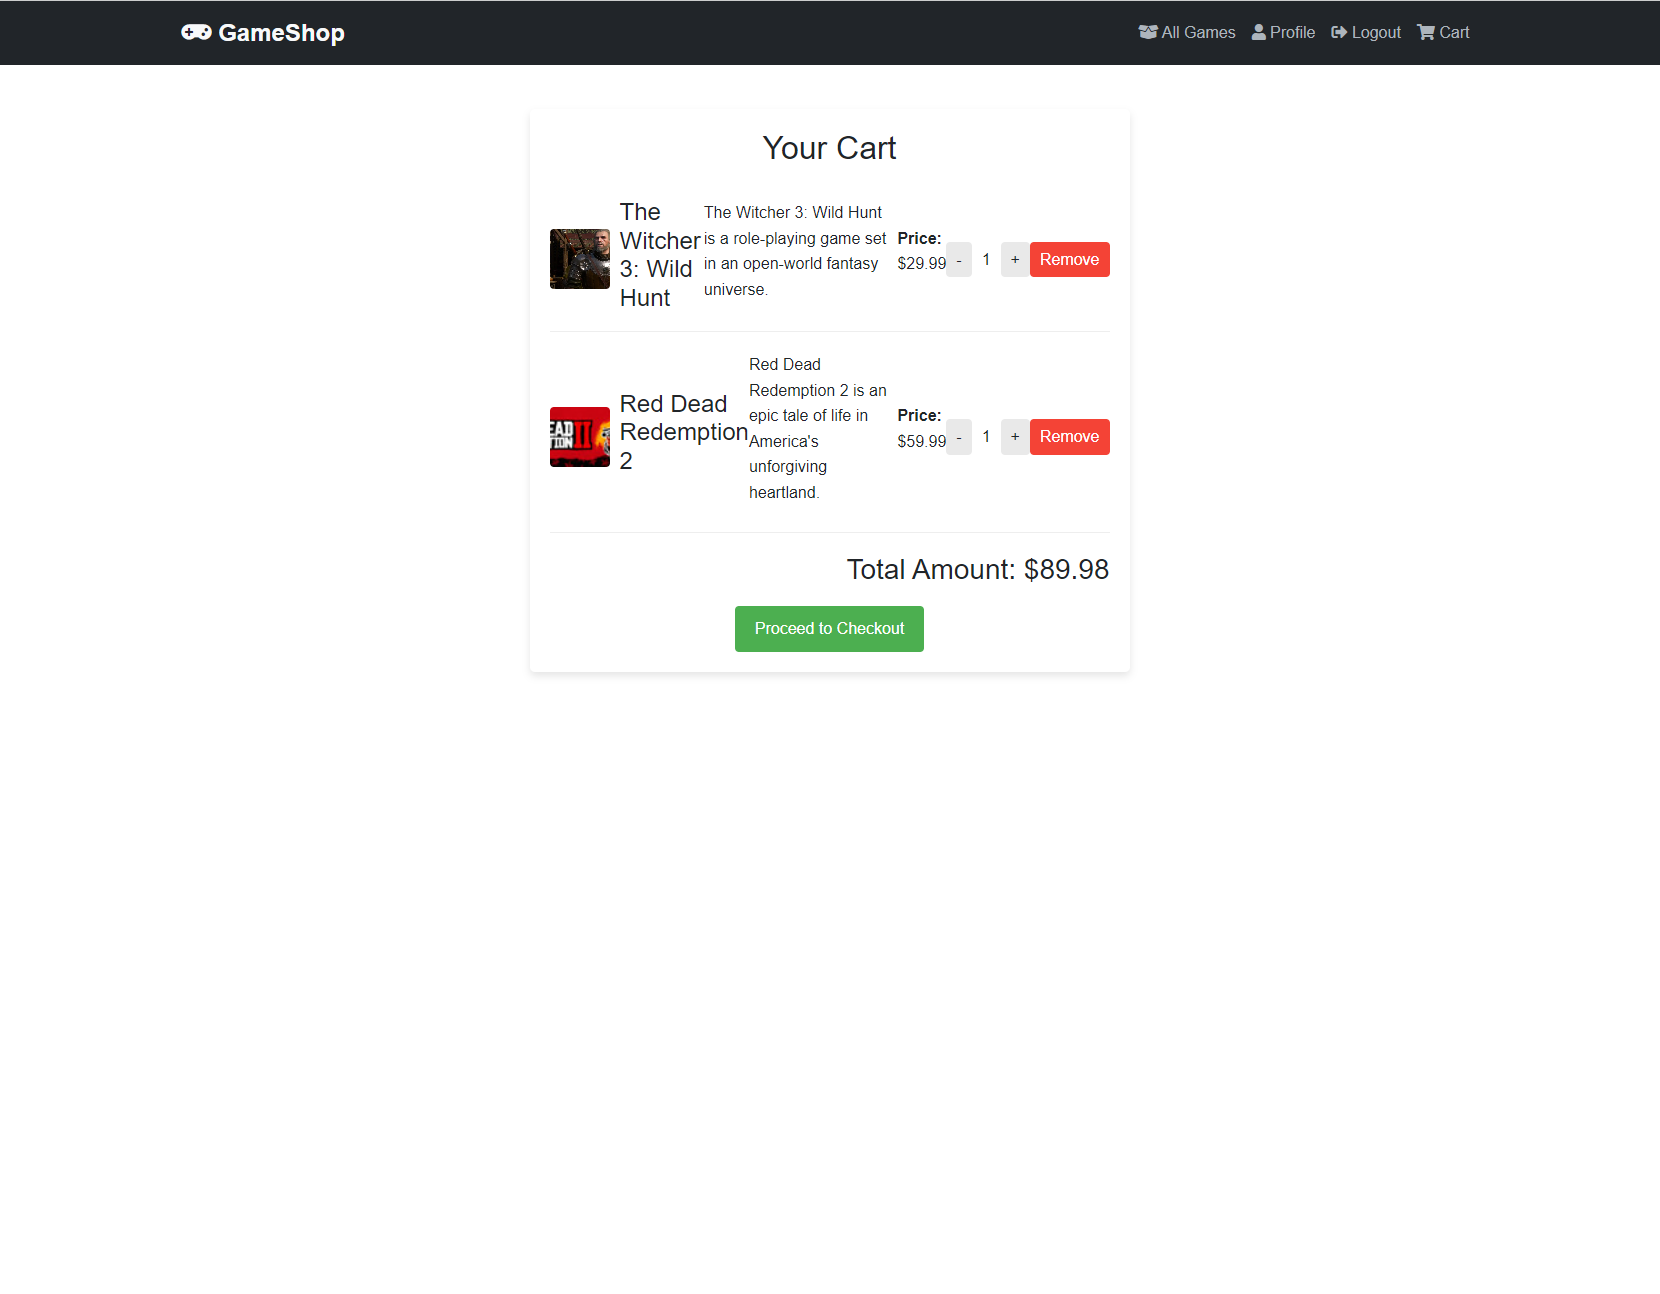 GameShop
All Games Profile Logout Cart
Your Cart
The
Witcher
3: Wild
Hunt
The Witcher 3: Wild Hunt
is a role-playing game set
in an open-world fantasy
universe.
Price:
$29.99
- 1 + Remove
EAD II
TION
Red Dead
Redemption
2
Red Dead
Redemption 2 is an
epic tale of life in
America's
unforgiving
heartland.
Price:
$59.99
- 1 + Remove
Total Amount: $89.98
Proceed to Checkout